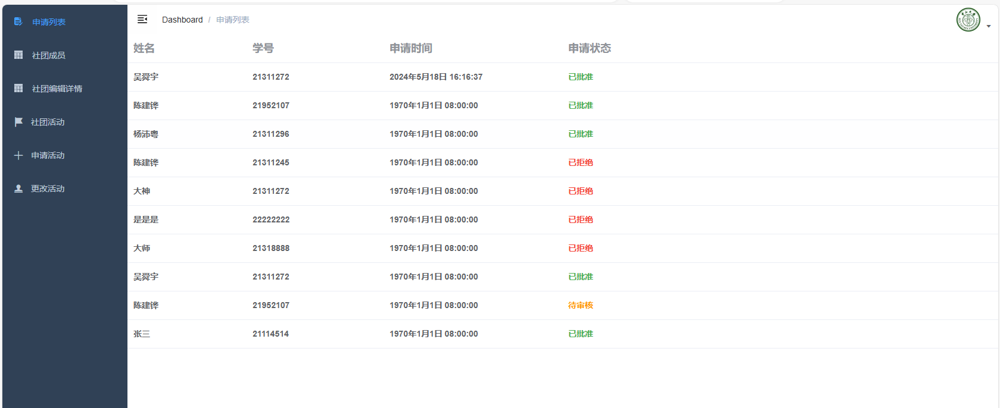 申请列表
社团成员
社团编辑详情
社团活动
申请活动
更改活动
Dashboard / 申请列表
姓名 学号 申请时间 申请状态
吴舜宇 21311272 2024年5月18日 16:16:37 已批准
陈建铧 21952107 1970年1月1日 08:00:00 已批准
杨沛粤 21311296 1970年1月1日 08:00:00 已批准
陈建铧 21311245 1970年1月1日 08:00:00 已拒绝
大神 21311272 1970年1月1日 08:00:00 已拒绝
是是是 22222222 1970年1月1日 08:00:00 已拒绝
大师 21318888 1970年1月1日 08:00:00 已拒绝
吴舜宇 21311272 1970年1月1日 08:00:00 已批准
陈建铧 21952107 1970年1月1日 08:00:00 待审核
张三 21114514 1970年1月1日 08:00:00 已批准